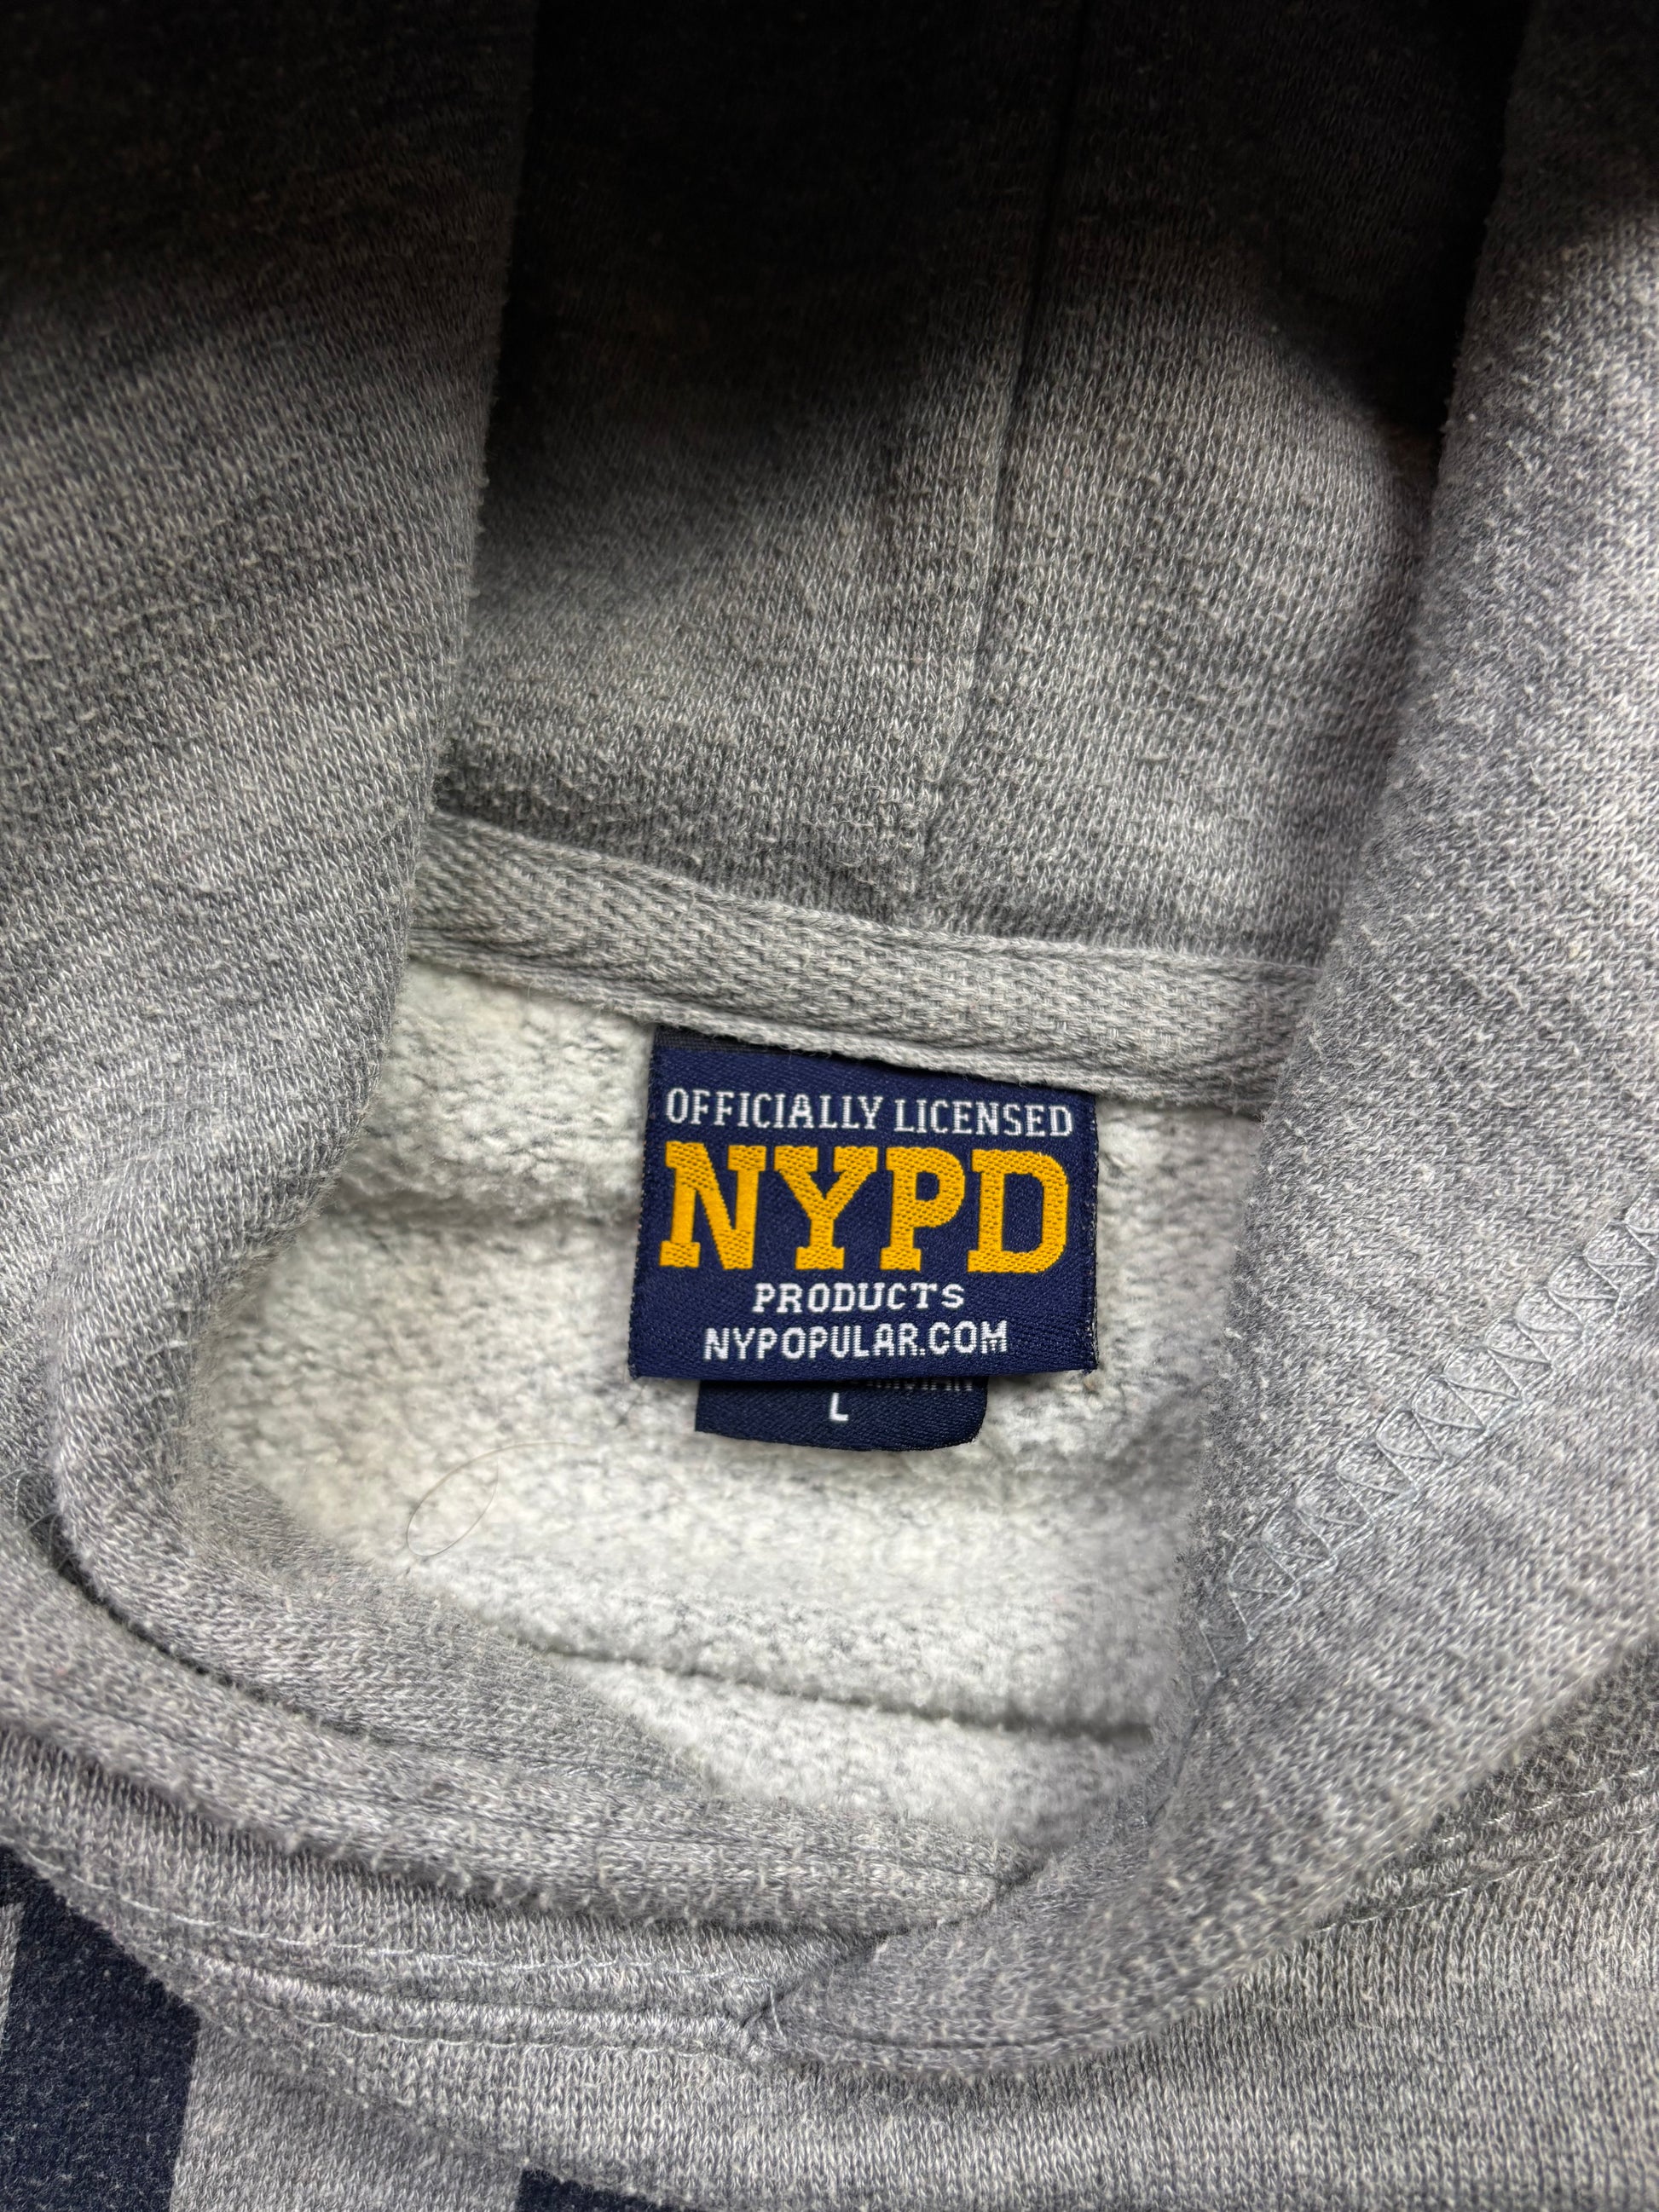 OFFICIALLY LICENSED
NYPD
PRODUCTS
NYPOPULAR.COM
L